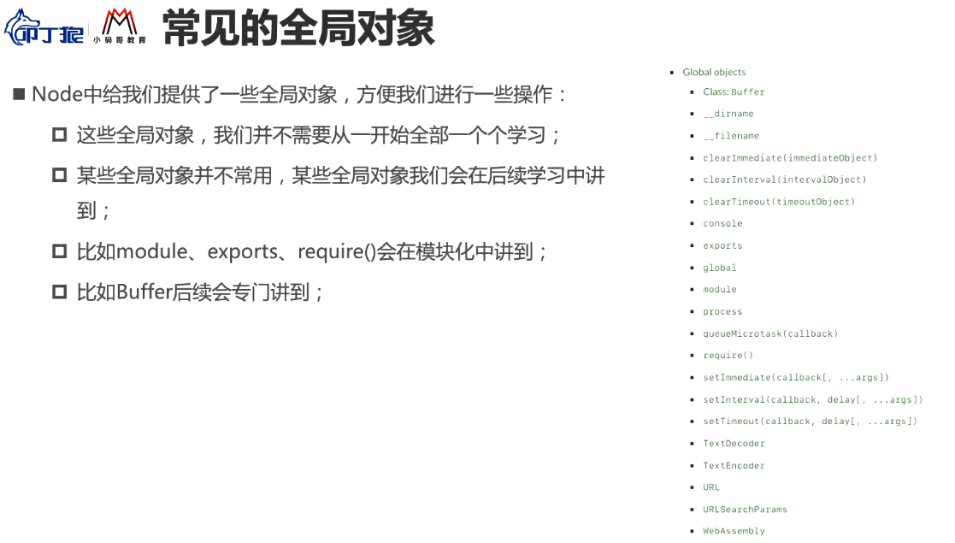 叩丁狼
小码哥教育
常见的全局对象
Node中给我们提供了一些全局对象，方便我们进行一些操作：
这些全局对象，我们并不需要从一开始全部一个个学习；
某些全局对象并不常用，某些全局对象我们会在后续学习中讲
到；
比如module、exports、require()会在模块化中讲到；
比如Buffer后续会专门讲到；
Global objects
Class: Buffer
__dirname
__filename
clearImmediate(immediateObject)
clearInterval(intervalObject)
clearTimeout(timeoutObject)
console
exports
global
module
process
queueMicrotask(callback)
require()
setImmediate(callback[, ...args])
setInterval(callback, delay[, ...args])
setTimeout(callback, delay[, ...args])
TextDecoder
TextEncoder
URL
URLSearchParams
WebAssembly